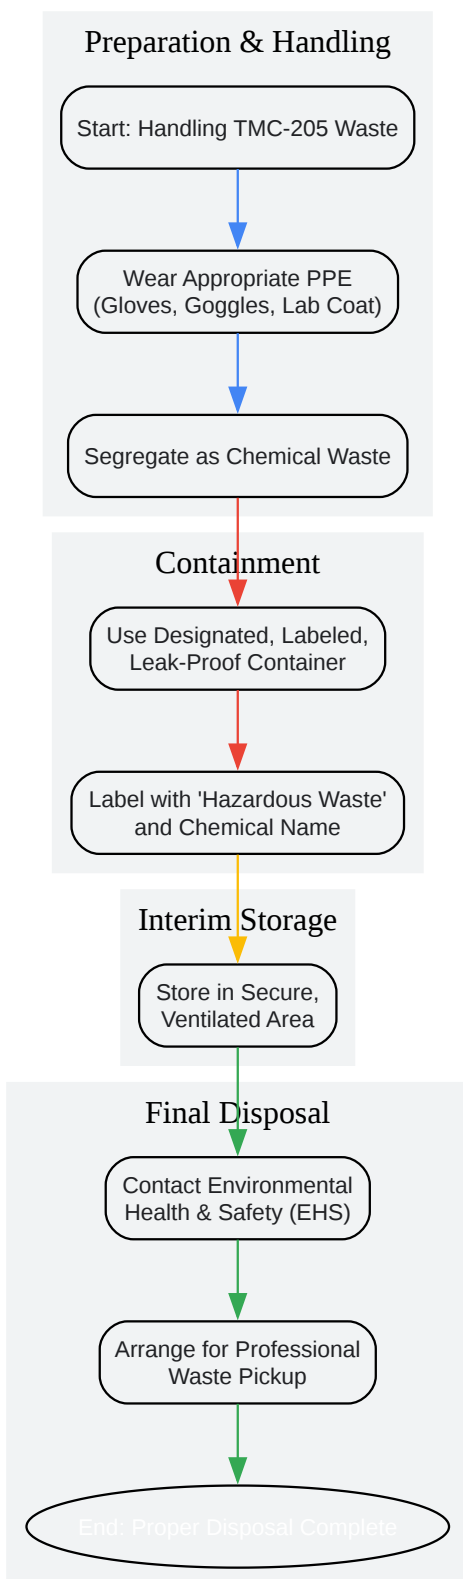 Preparation & Handling
Start: Handling TMC-205 Waste
Wear Appropriate PPE
(Gloves, Goggles, Lab Coat)
Segregate as Chemical Waste
Containment
Use Designated, Labeled,
Leak-Proof Container
Label with 'Hazardous Waste'
and Chemical Name
Interim Storage
Store in Secure,
Ventilated Area
Final Disposal
Contact Environmental
Health & Safety (EHS)
Arrange for Professional
Waste Pickup
End: Proper Disposal Complete